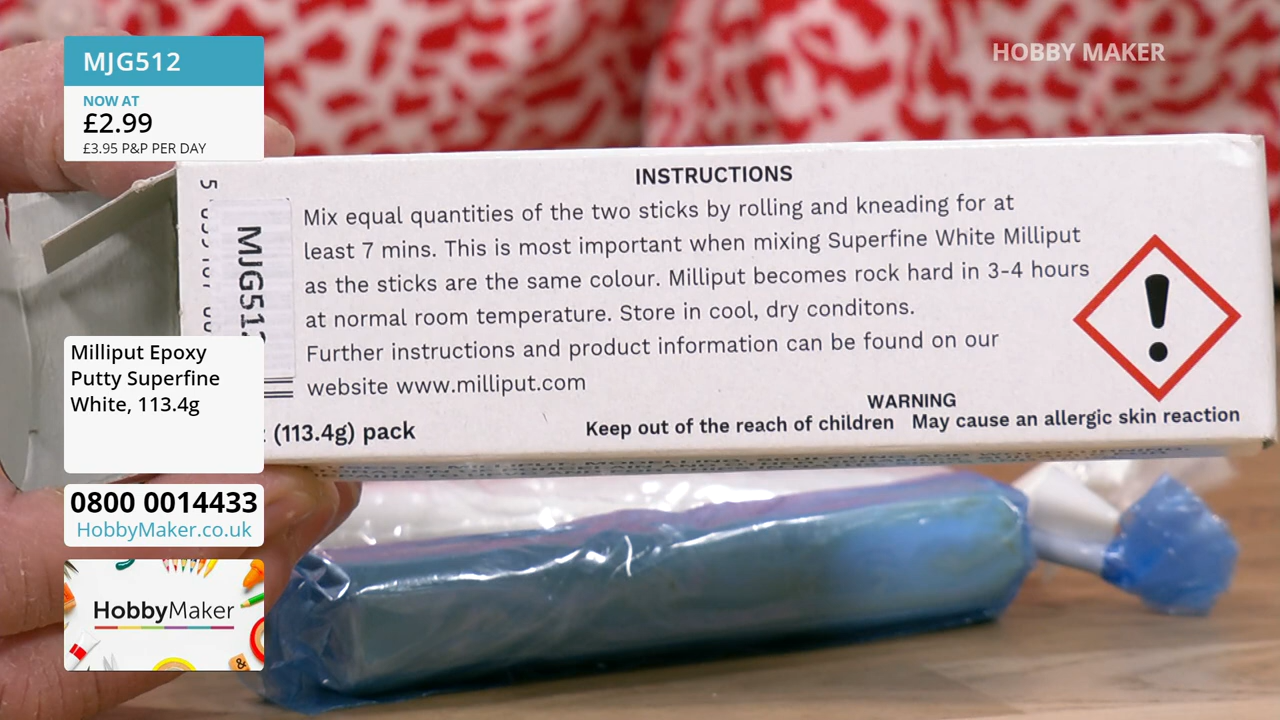 MJG512
NOW AT
£2.99
£3.95 P&P PER DAY
HOBBY MAKER
INSTRUCTIONS
Mix equal quantities of the two sticks by rolling and kneading for at
least 7 mins. This is most important when mixing Superfine White Milliput
as the sticks are the same colour. Milliput becomes rock hard in 3-4 hours
at normal room temperature. Store in cool, dry conditons.
Further instructions and product information can be found on our
website www.milliput.com
WARNING
Keep out of the reach of children May cause an allergic skin reaction
(113.4g) pack
MJG51
Milliput Epoxy
Putty Superfine
White, 113.4g
0800 0014433
HobbyMaker.co.uk
HobbyMaker